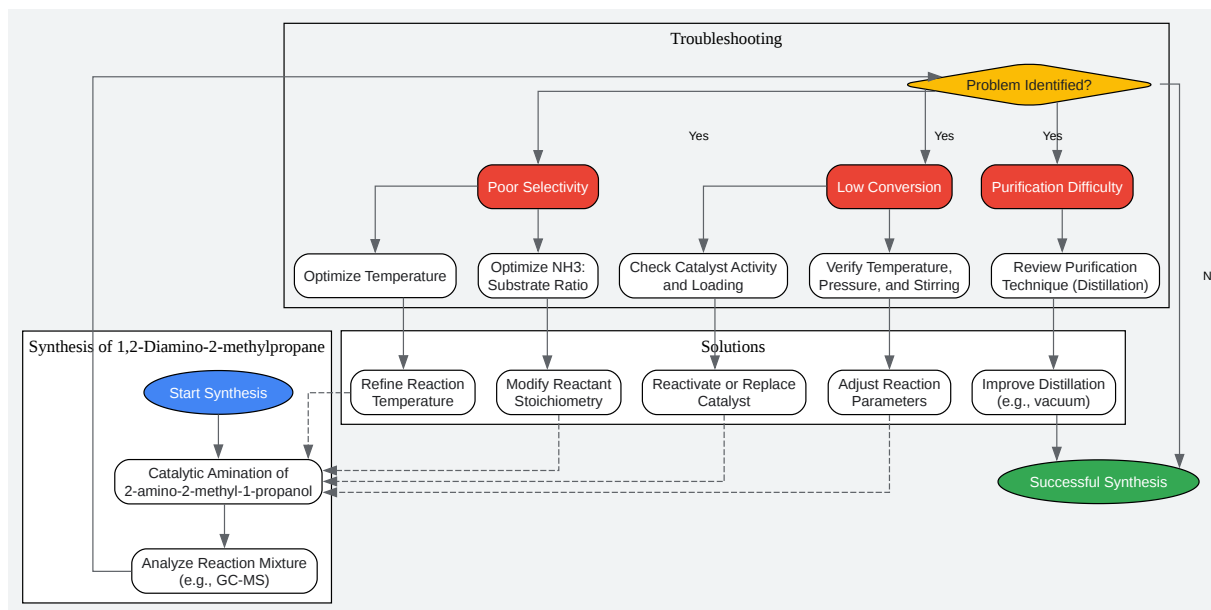 Troubleshooting
Problem Identified?
Yes
Yes
Yes
Poor Selectivity
Low Conversion
Purification Difficulty
Optimize Temperature
Optimize NH3:
Substrate Ratio
Check Catalyst Activity
and Loading
Verify Temperature,
Pressure, and Stirring
Review Purification
Technique (Distillation)
N
Synthesis of 1,2-Diamino-2-methylpropane
Solutions
Start Synthesis
Refine Reaction
Temperature
Modify Reactant
Stoichiometry
Reactivate or Replace
Catalyst
Adjust Reaction
Parameters
Improve Distillation
(e.g., vacuum)
Catalytic Amination of
2-amino-2-methyl-1-propanol
Successful Synthesis
Analyze Reaction Mixture
(e.g., GC-MS)